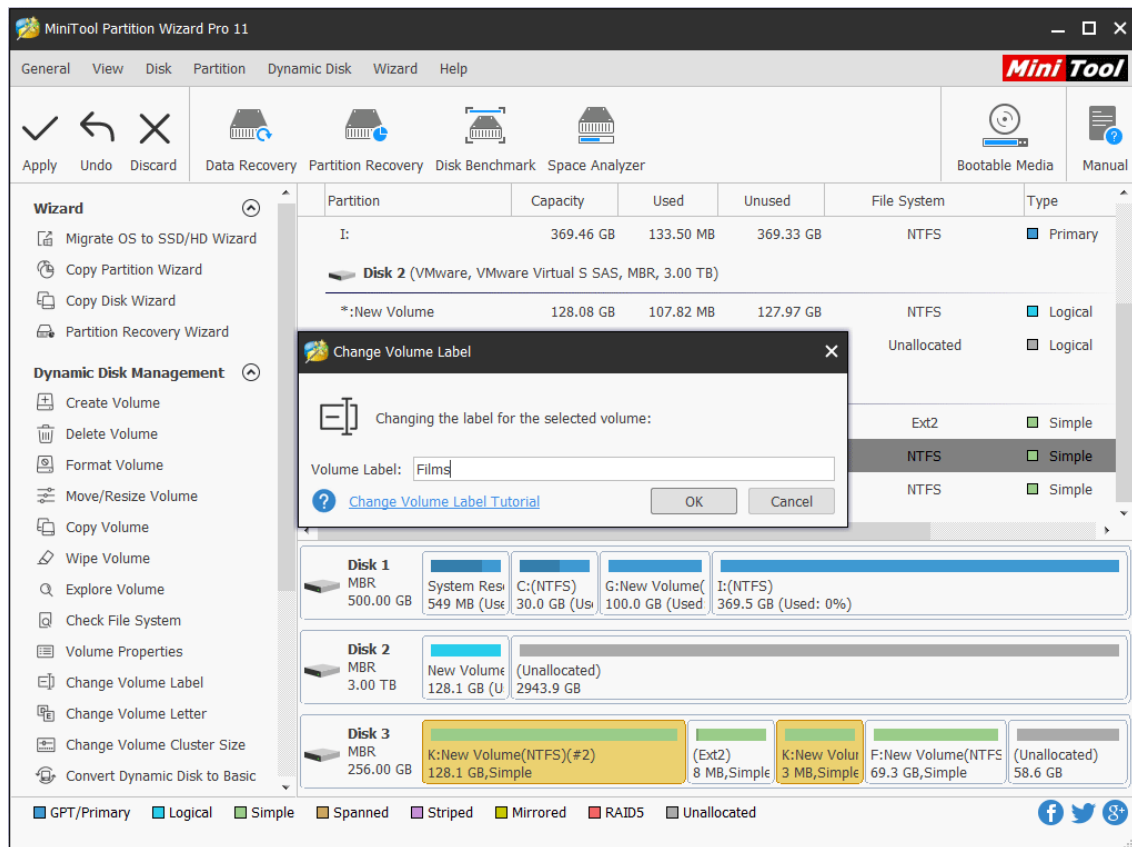 MiniTool Partition Wizard Pro 11
General View Disk Partition Dynamic Disk Wizard Help
Mini Tool
Apply Undo Discard Data Recovery Partition Recovery Disk Benchmark Space Analyzer Bootable Media Manual
Wizard
Migrate OS to SSD/HD Wizard
Copy Partition Wizard
Copy Disk Wizard
Partition Recovery Wizard
Dynamic Disk Management
Create Volume
Delete Volume
Format Volume
Move/Resize Volume
Copy Volume
Wipe Volume
Explore Volume
Check File System
Volume Properties
Change Volume Label
Change Volume Letter
Change Volume Cluster Size
Convert Dynamic Disk to Basic
Partition Capacity Used Unused File System Type
I: 369.46 GB 133.50 MB 369.33 GB NTFS Primary
Disk 2 (VMware, VMware Virtual S SAS, MBR, 3.00 TB)
*:New Volume 128.08 GB 107.82 MB 127.97 GB NTFS Logical
Unallocated Logical
Ext2 Simple
NTFS Simple
NTFS Simple
Change Volume Label
Changing the label for the selected volume:
Volume Label: Films
Change Volume Label Tutorial OK Cancel
Disk 1
MBR
500.00 GB
System Rese
549 MB (Use
C:(NTFS)
30.0 GB (Us
G:New Volume(
100.0 GB (Used
I:(NTFS)
369.5 GB (Used: 0%)
Disk 2
MBR
3.00 TB
New Volume
128.1 GB (U
(Unallocated)
2943.9 GB
Disk 3
MBR
256.00 GB
K:New Volume(NTFS)(#2)
128.1 GB,Simple
(Ext2)
8 MB,Simple
K:New Volu
3 MB,Simple
F:New Volume(NTFS
69.3 GB,Simple
(Unallocated)
58.6 GB
GPT/Primary Logical Simple Spanned Striped Mirrored RAID5 Unallocated